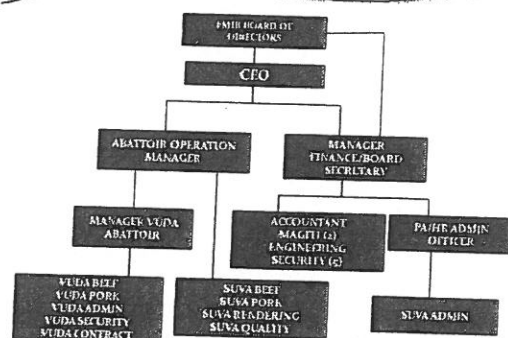 FMIB BOARD OF
DIRECTORS
CEO
ABATTOIR OPERATION
MANAGER
MANAGER
FINANCE/BOARD
SECRETARY
MANAGER VUDA
ABATTOIR
ACCOUNTANT
MAGITI (2)
ENGINEERING
SECURITY (5)
PA/HR ADMIN
OFFICER
VUDA BEEF
VUDA PORK
VUDA ADMIN
VUDA SECURITY
VUDA CONTRACT
SUVA BEEF
SUVA PORK
SUVA RENDERING
SUVA QUALITY
SUVA ADMIN